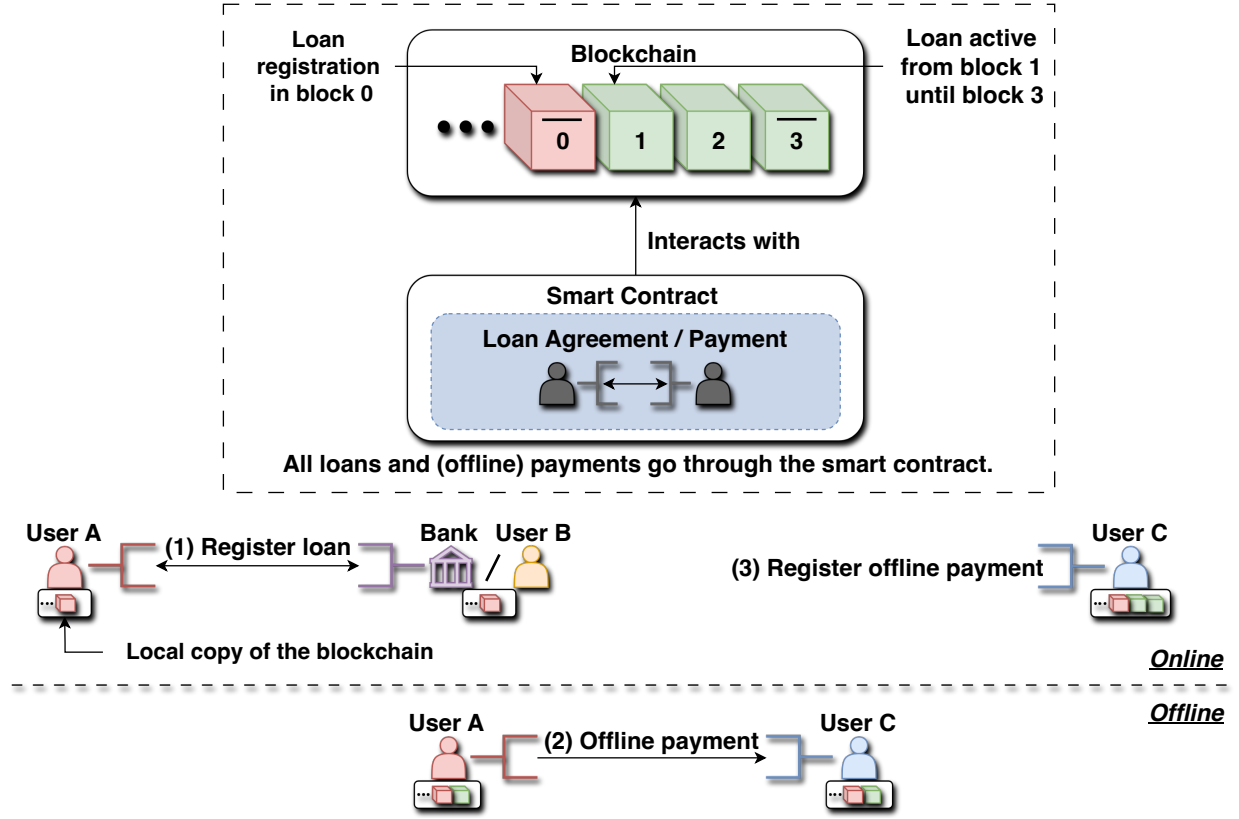 Loan
registration
in block 0
Blockchain
Loan active
from block 1
until block 3
0
1
2
3
Interacts with
Smart Contract
Loan Agreement / Payment
All loans and (offline) payments go through the smart contract.
User A
(1) Register loan
Bank
/
User B
(3) Register offline payment
User C
Local copy of the blockchain
Online
Offline
User A
(2) Offline payment
User C